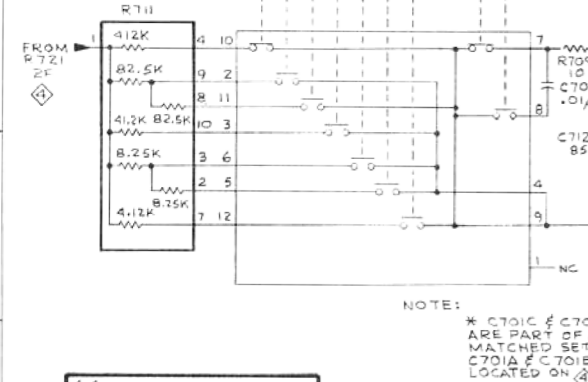 R711
FROM
R721
2F
4
1
412K
4 10
7
82.5K
9 2
R709
10
8 11
82.5K
C70
.01
41.2K
10 3
8
8.25K
3 6
C712
85
2 5
8.25K
4
4.12K
7 12
9
1
NC
NOTE:
* C701C & C70
ARE PART OF
MATCHED SET
C701A & C701B
LOCATED ON 4